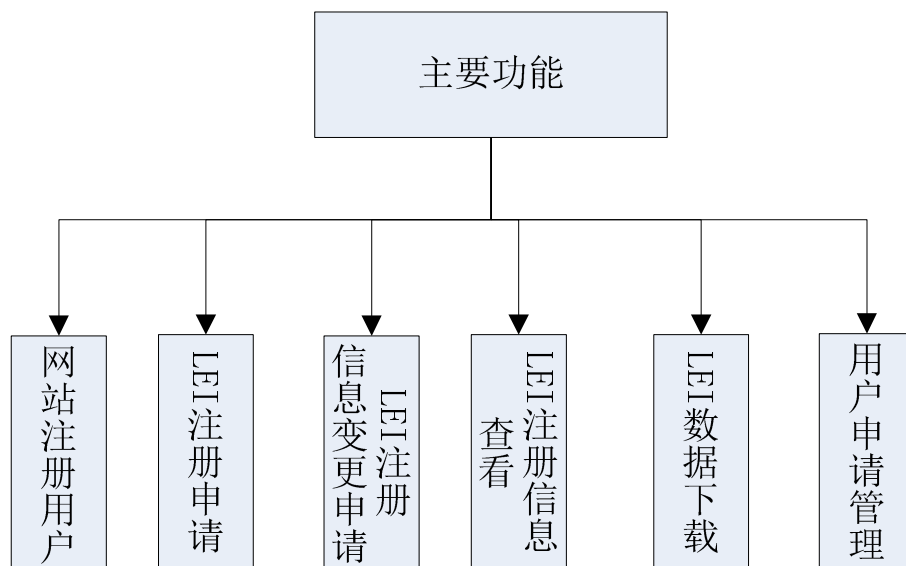 主要功能
网站注册用户
LEI注册申请
LEI注册
信息变更申请
LEI注册信息
查看
LEI数据下载
用户申请管理